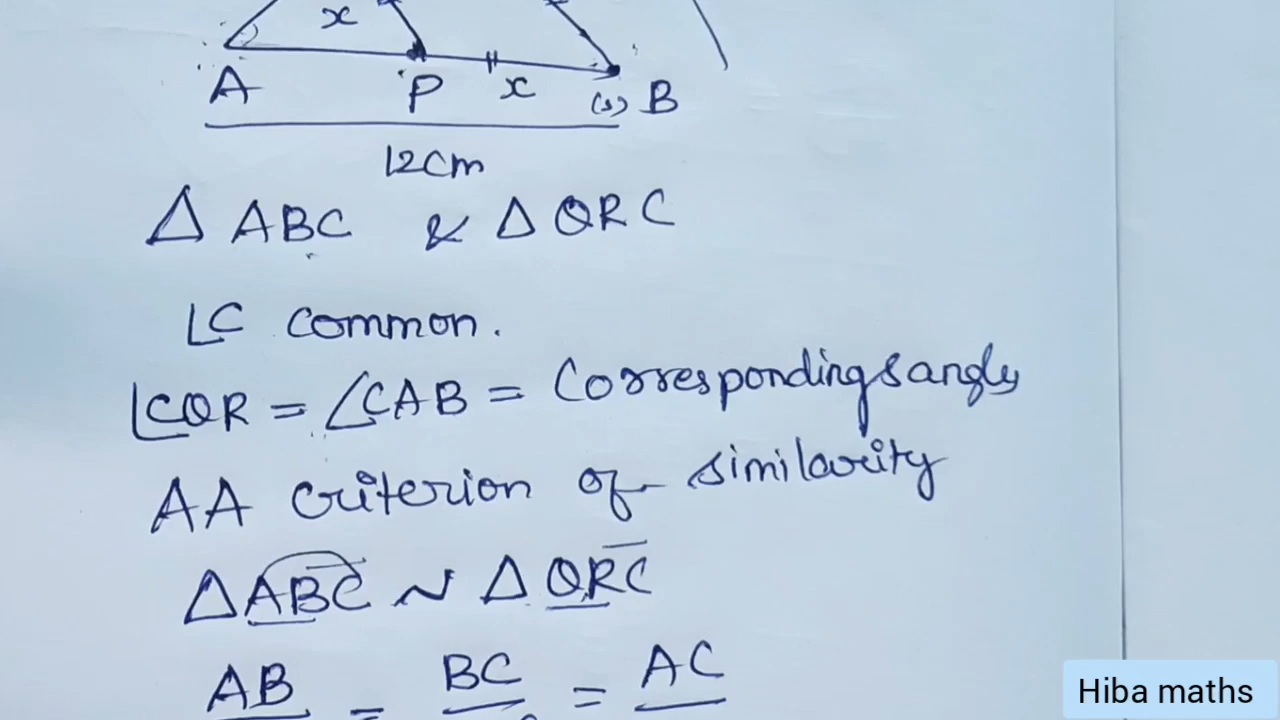 x
A P x (s) B
12cm
△ ABC & △ QRC
∠C common.
∠CQR = ∠CAB = Correspondings angles
AA criterion of similarity
△ABC ~ △QRC
AB = BC = AC
Hiba maths